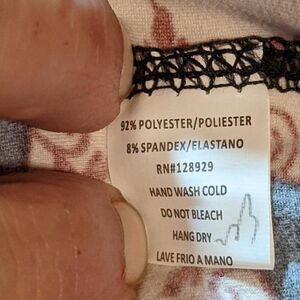 92% POLYESTER/POLIESTER
8% SPANDEX/ELASTANO
RN#128929
HAND WASH COLD
DO NOT BLEACH
HANG DRY
LAVE FRIO A MANO